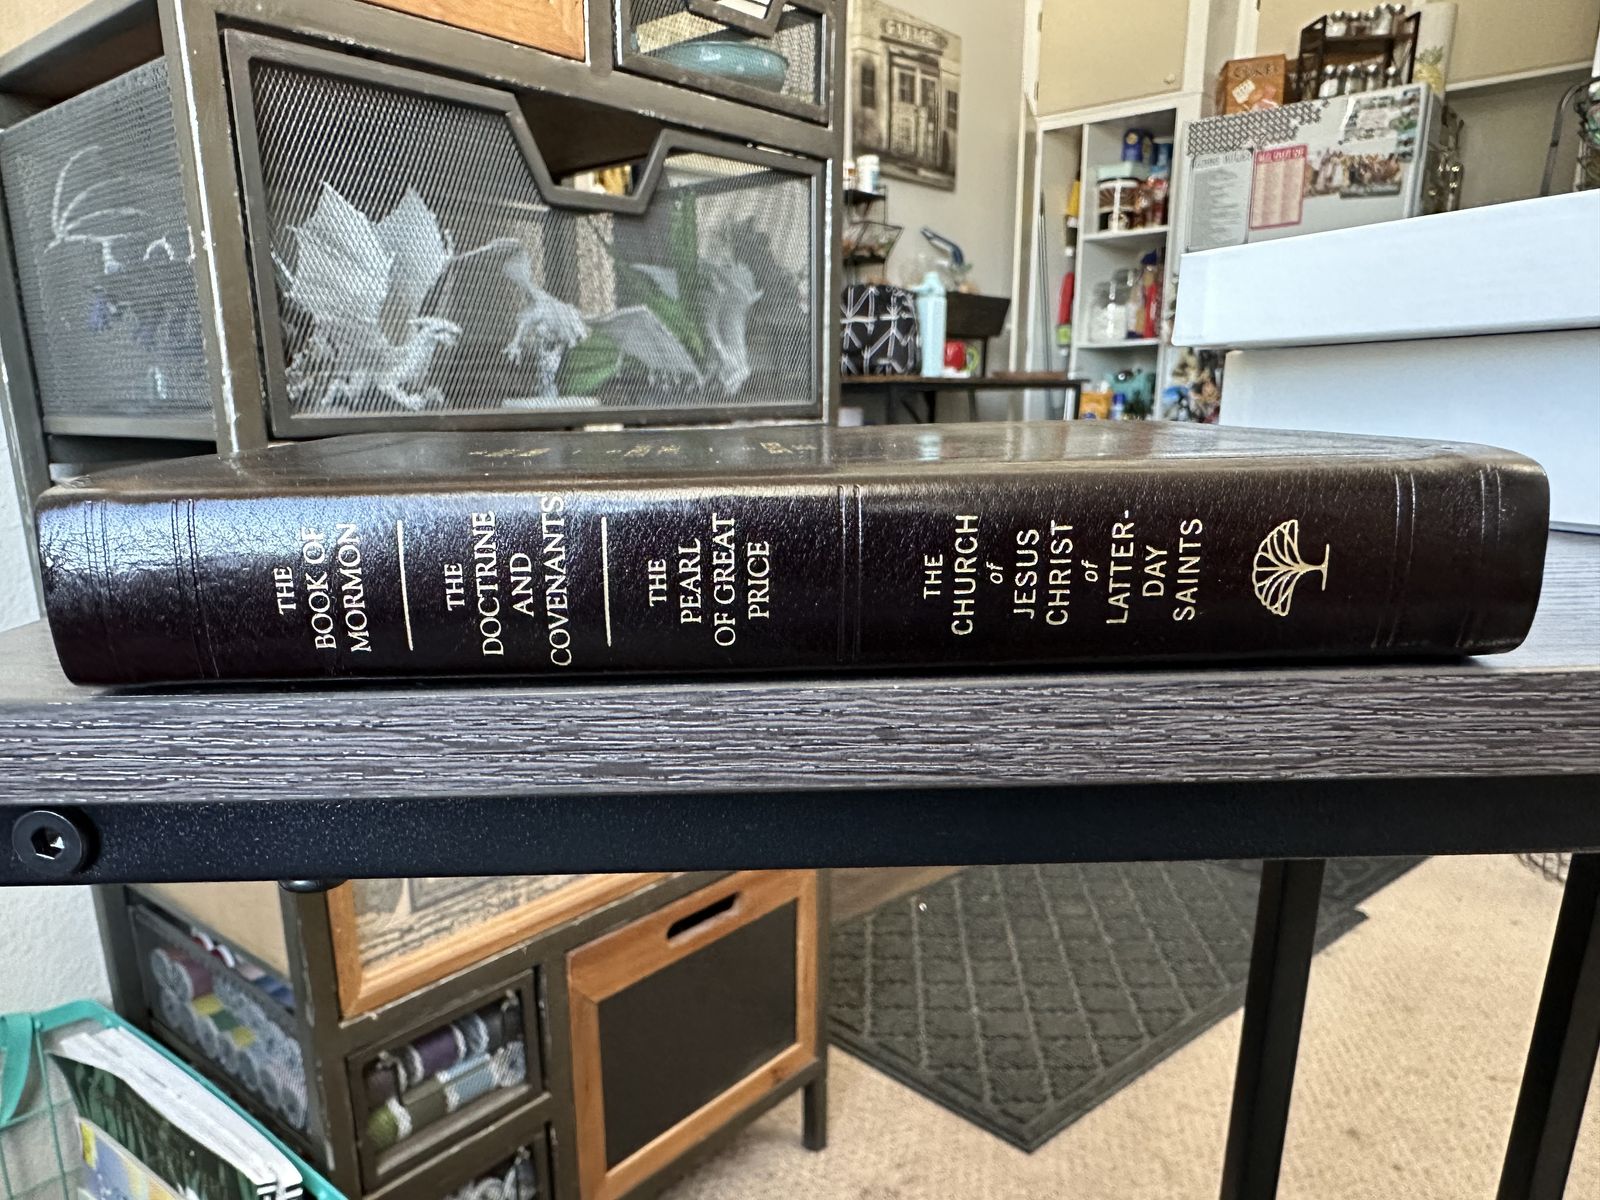 THE
BOOK OF
MORMON
THE
DOCTRINE
AND
COVENANTS
THE
PEARL
OF GREAT
PRICE
THE
CHURCH
of
JESUS
CHRIST
of
LATTER-
DAY
SAINTS